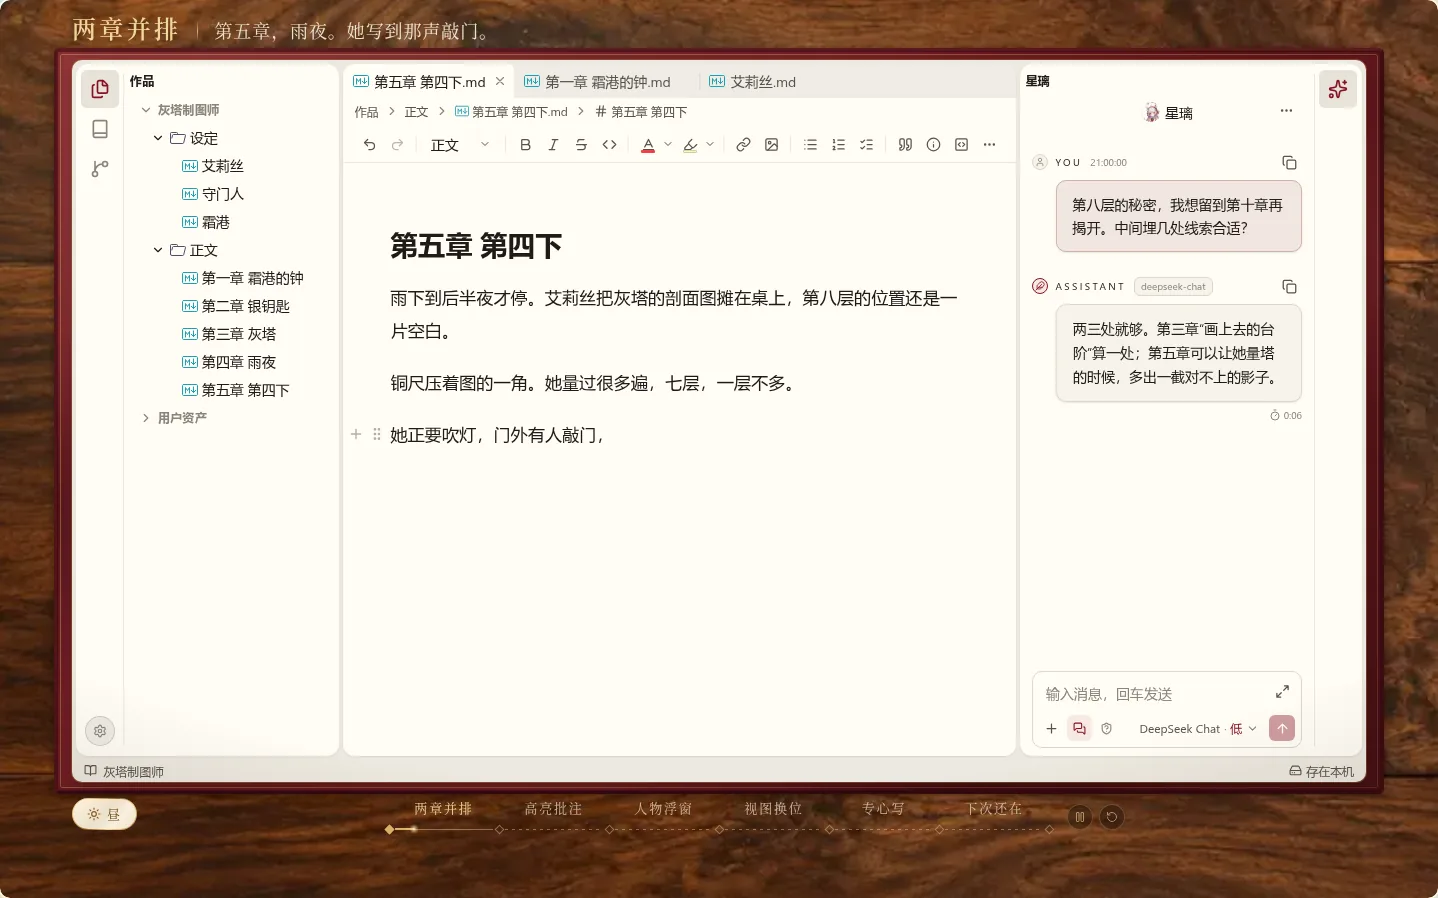 两章并排
第五章，雨夜。她写到那声敲门。
作品
灰塔制图师
设定
艾莉丝
守门人
霜港
正文
第一章 霜港的钟
第二章 银钥匙
第三章 灰塔
第四章 雨夜
第五章 第四下
用户资产
第五章 第四下.md
第一章 霜港的钟.md
艾莉丝.md
作品 > 正文 > 第五章 第四下.md > # 第五章 第四下
正文
第五章 第四下
雨下到后半夜才停。艾莉丝把灰塔的剖面图摊在桌上，第八层的位置还是一
片空白。
铜尺压着图的一角。她量过很多遍，七层，一层不多。
她正要吹灯，门外有人敲门，
星璃
星璃
YOU 21:00:00
第八层的秘密，我想留到第十章再
揭开。中间埋几处线索合适？
ASSISTANT deepseek-chat
两三处就够。第三章“画上去的台
阶”算一处；第五章可以让她量塔
的时候，多出一截对不上的影子。
0:06
输入消息，回车发送
DeepSeek Chat · 低
灰塔制图师
存在本机
昼
两章并排
高亮批注
人物浮窗
视图换位
专心写
下次还在